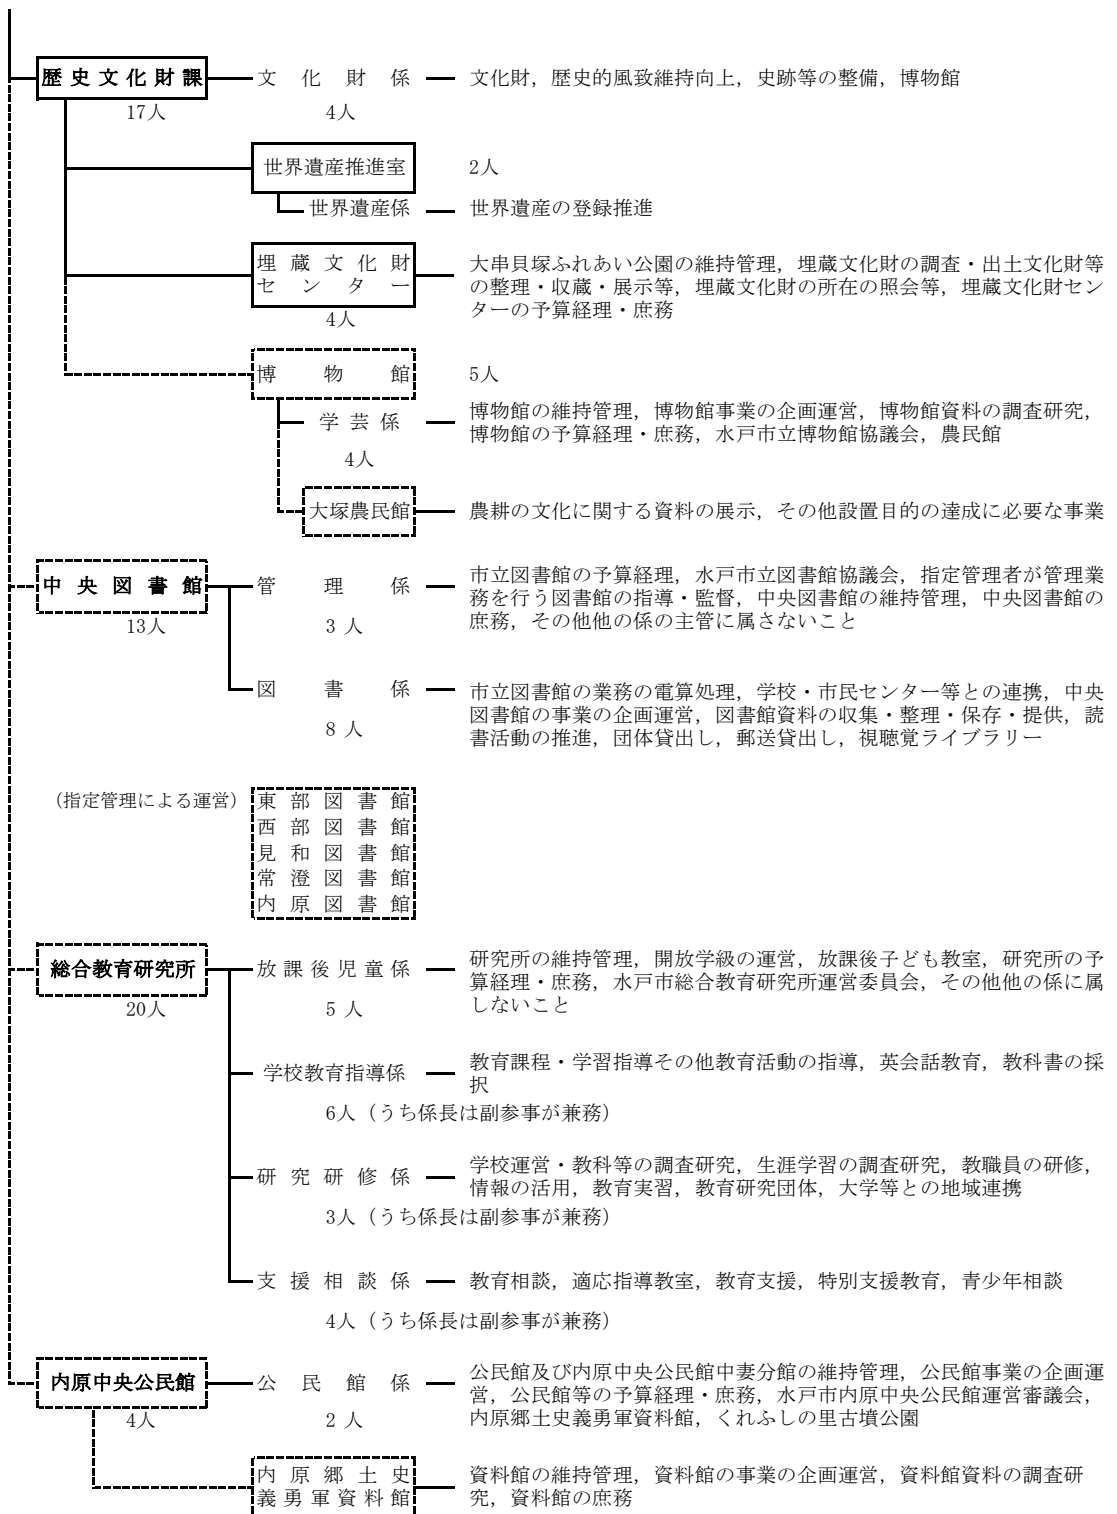 歴史文化財課 文化財係 文化財，歴史的風致維持向上，史跡等の整備，博物館
17人 4人
世界遺産推進室 2人
世界遺産係 世界遺産の登録推進
埋蔵文化財
センター
4人
大串貝塚ふれあい公園の維持管理，埋蔵文化財の調査・出土文化財等
の整理・収蔵・展示等，埋蔵文化財の所在の照会等，埋蔵文化財セン
ターの予算経理・庶務
博物館 5人
学芸係
4人
博物館の維持管理，博物館事業の企画運営，博物館資料の調査研究，
博物館の予算経理・庶務，水戸市立博物館協議会，農民館
大塚農民館 農耕の文化に関する資料の展示，その他設置目的の達成に必要な事業
中央図書館
13人
管理係
3人
市立図書館の予算経理，水戸市立図書館協議会，指定管理者が管理業
務を行う図書館の指導・監督，中央図書館の維持管理，中央図書館の
庶務，その他他の係の主管に属さないこと
図書係
8人
市立図書館の業務の電算処理，学校・市民センター等との連携，中央
図書館の事業の企画運営，図書館資料の収集・整理・保存・提供，読
書活動の推進，団体貸出し，郵送貸出し，視聴覚ライブラリー
（指定管理による運営） 東部図書館
西部図書館
見和図書館
常澄図書館
内原図書館
総合教育研究所
20人
放課後児童係
5人
研究所の維持管理，開放学級の運営，放課後子ども教室，研究所の予
算経理・庶務，水戸市総合教育研究所運営委員会，その他他の係に属
しないこと
学校教育指導係
教育課程・学習指導その他教育活動の指導，英会話教育，教科書の採
択
6人（うち係長は副参事が兼務）
研究研修係
学校運営・教科等の調査研究，生涯学習の調査研究，教職員の研修，
情報の活用，教育実習，教育研究団体，大学等との地域連携
3人（うち係長は副参事が兼務）
支援相談係 教育相談，適応指導教室，教育支援，特別支援教育，青少年相談
4人（うち係長は副参事が兼務）
内原中央公民館
4人
公民館係
2人
公民館及び内原中央公民館中妻分館の維持管理，公民館事業の企画運
営，公民館等の予算経理・庶務，水戸市内原中央公民館運営審議会，
内原郷土史義勇軍資料館，くれふしの里古墳公園
内原郷土史
義勇軍資料館
資料館の維持管理，資料館の事業の企画運営，資料館資料の調査研
究，資料館の庶務